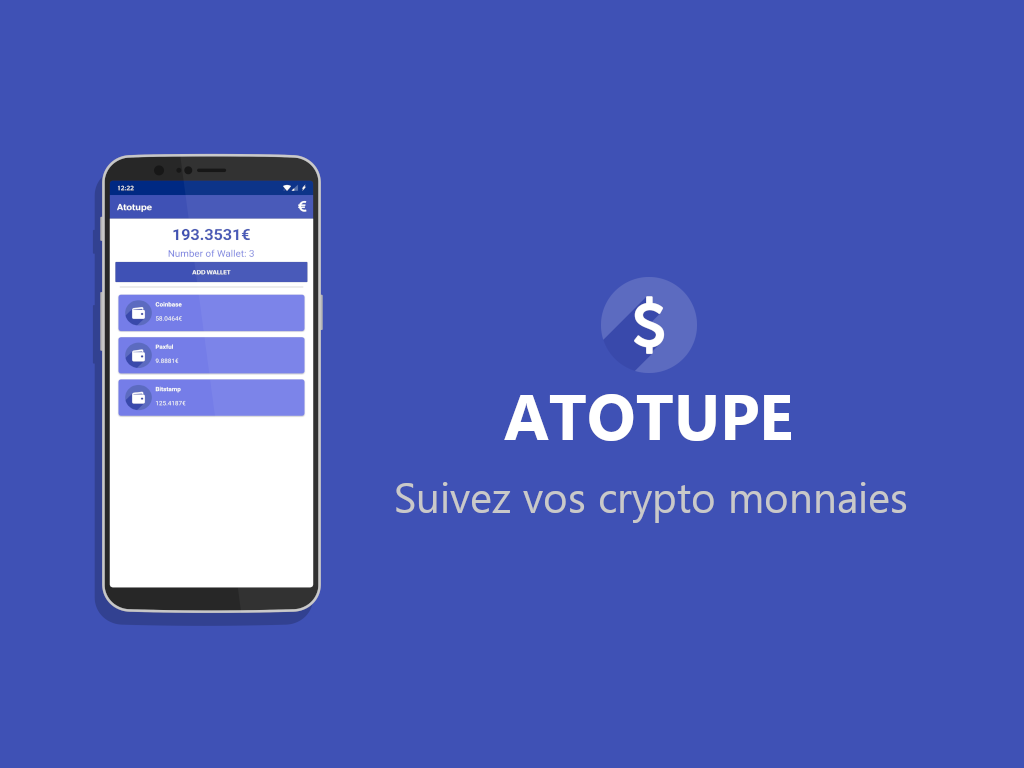 12:22
Atotupe €
193.3531€
Number of Wallet: 3
ADD WALLET
Coinbase
58.0464€
Paxful
9.8881€
Bitstamp
125.4187€
$
ATOTUPE
Suivez vos crypto monnaies